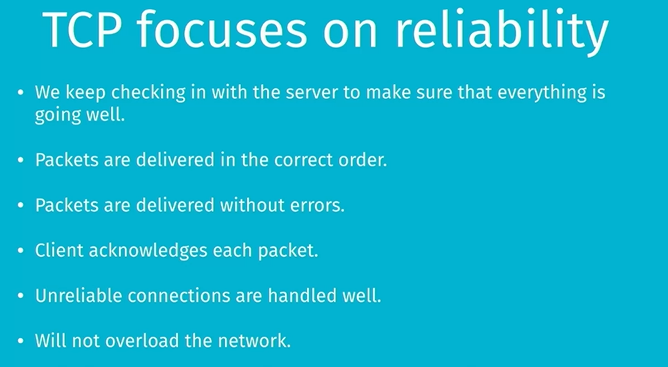 TCP focuses on reliability
• We keep checking in with the server to make sure that everything is
going well.
• Packets are delivered in the correct order.
• Packets are delivered without errors.
• Client acknowledges each packet.
• Unreliable connections are handled well.
• Will not overload the network.